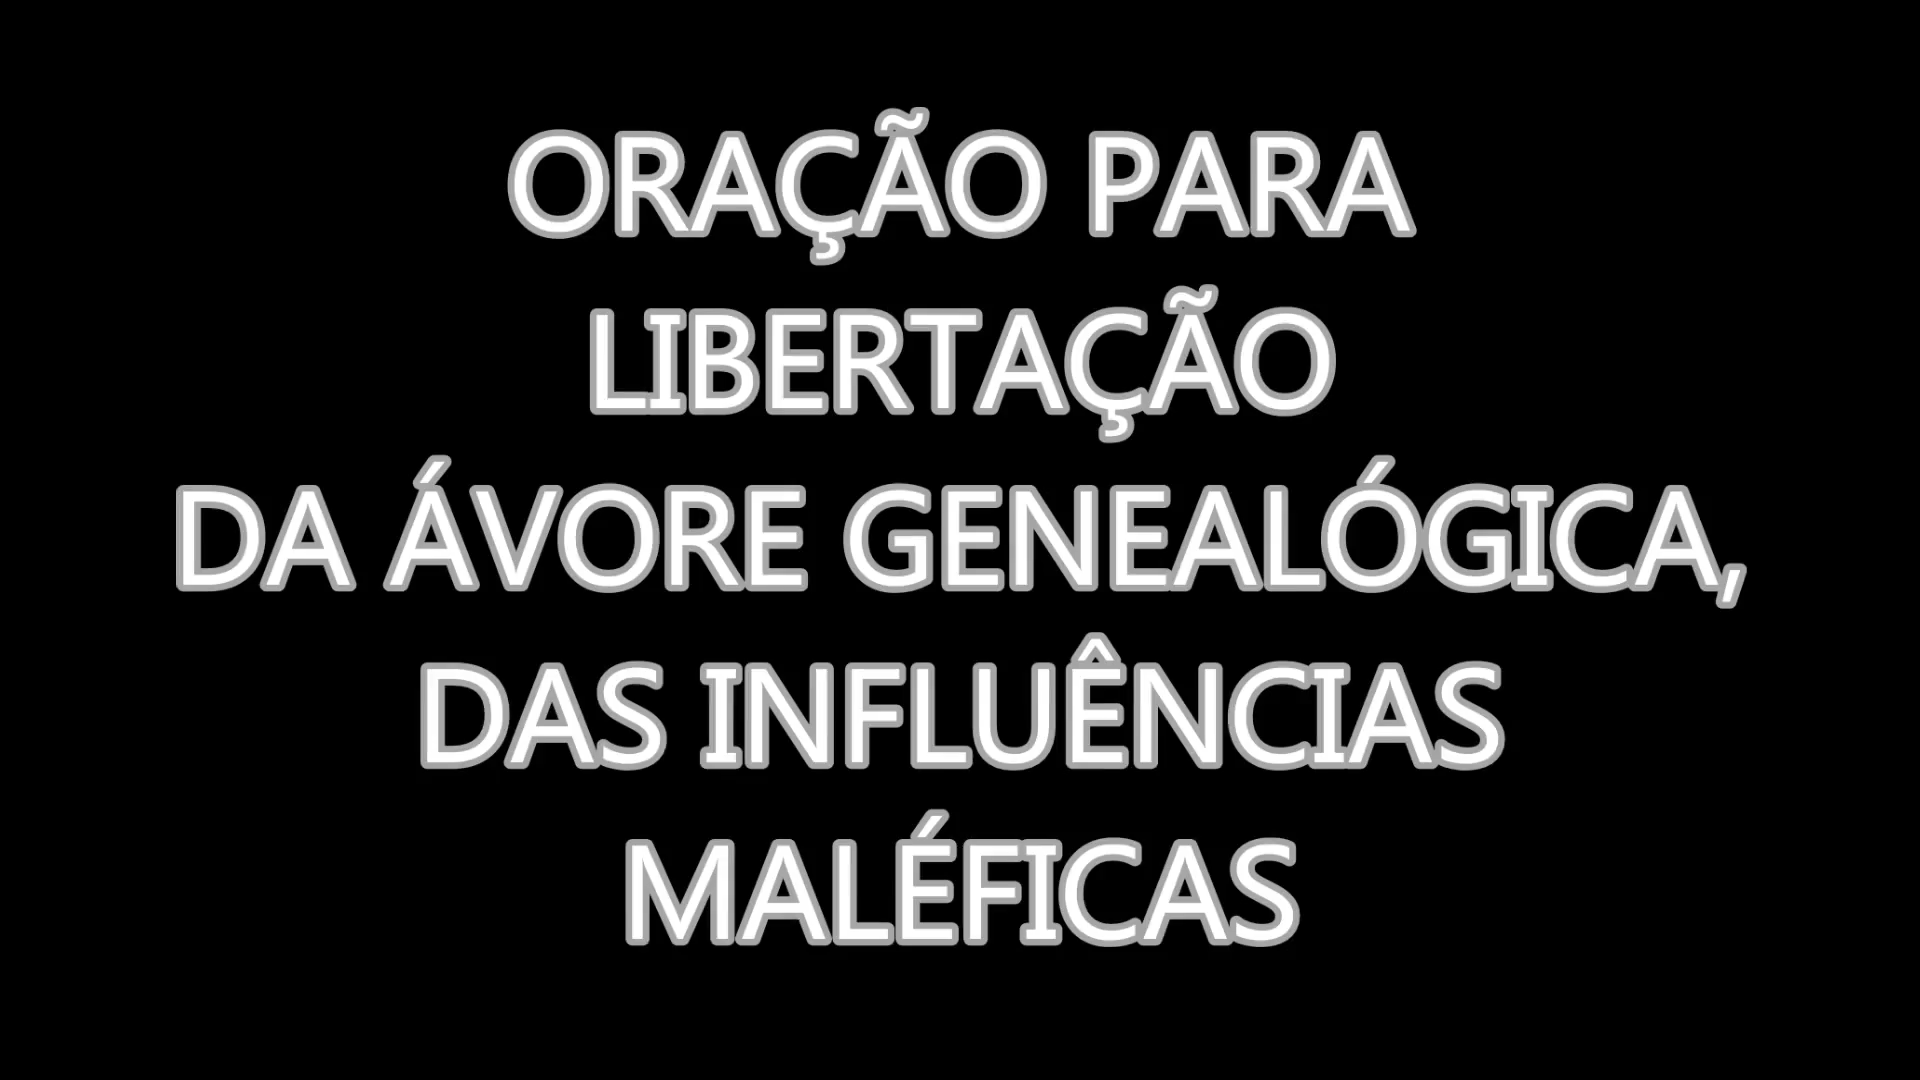 ORAÇÃO PARA
LIBERTAÇÃO
DA ÁVORE GENEALÓGICA,
DAS INFLUÊNCIAS
MALÉFICAS